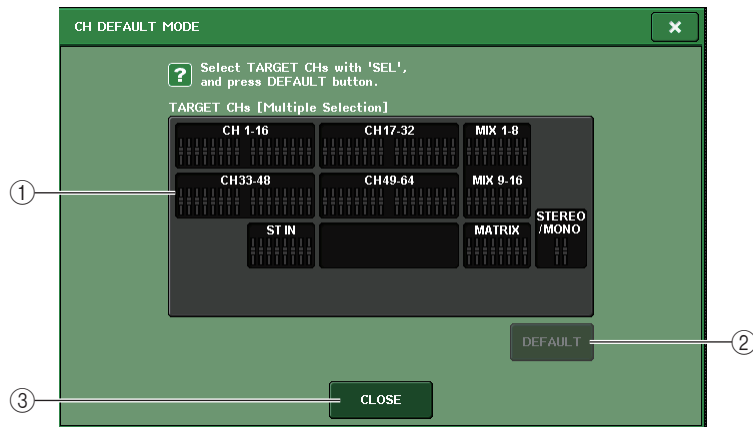 CH DEFAULT MODE
×
? Select TARGET CHs with 'SEL',
and press DEFAULT button.
TARGET CHs [Multiple Selection]
CH 1-16 CH17-32 MIX 1-8
① CH33-48 CH49-64 MIX 9-16
ST IN MATRIX STEREO
/MONO
DEFAULT ②
③ CLOSE